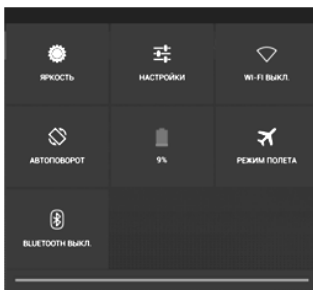 ЯРКОСТЬ
НАСТРОЙКИ
WI-FI ВЫКЛ.
АВТОПОВОРОТ
9%
РЕЖИМ ПОЛЕТА
BLUETOOTH ВЫКЛ.